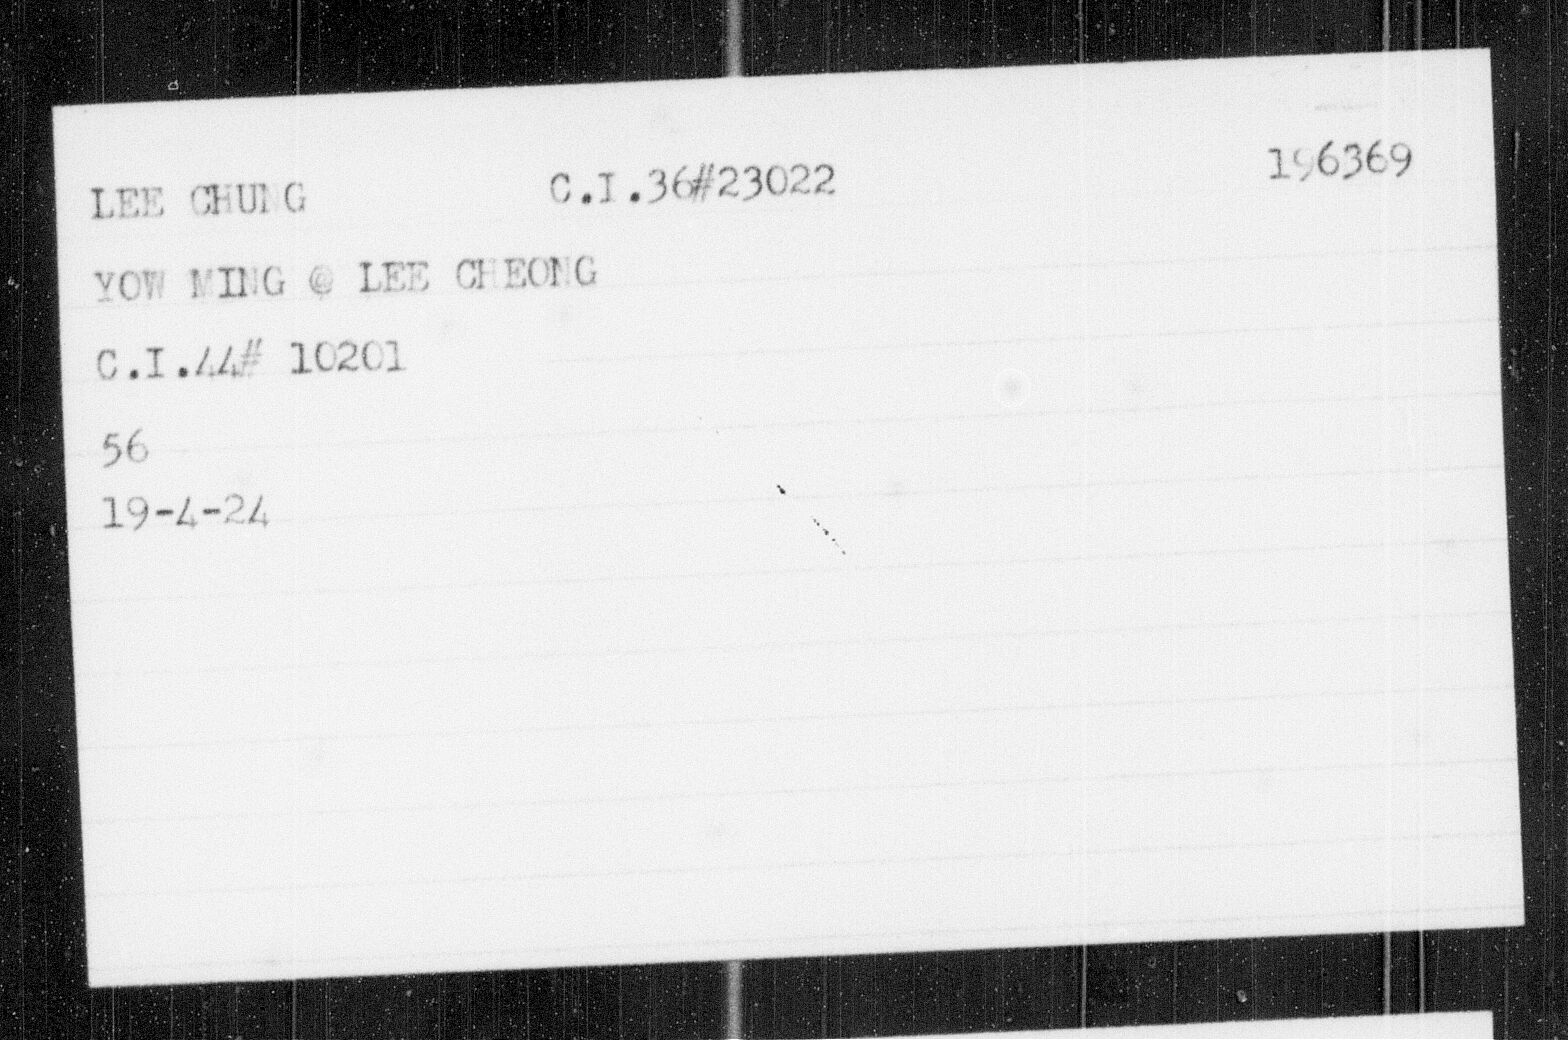 LEE CHUNG C.I.36#23022 196369
YOW MING @ LEE CHEONG
C.I.44# 10201
56
19-4-24